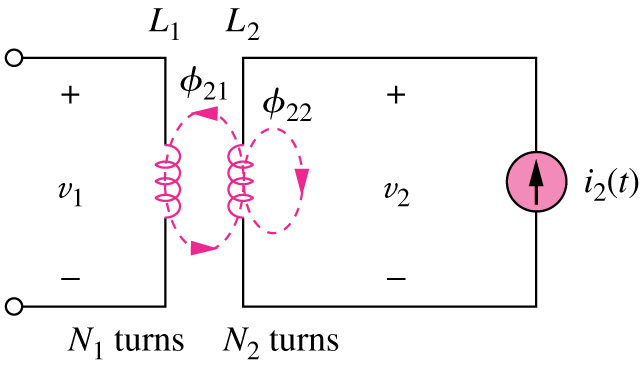 L₁ L₂
ϕ₂₁ ϕ₂₂
+ +
v₁ v₂ i₂(t)
− −
N₁ turns N₂ turns